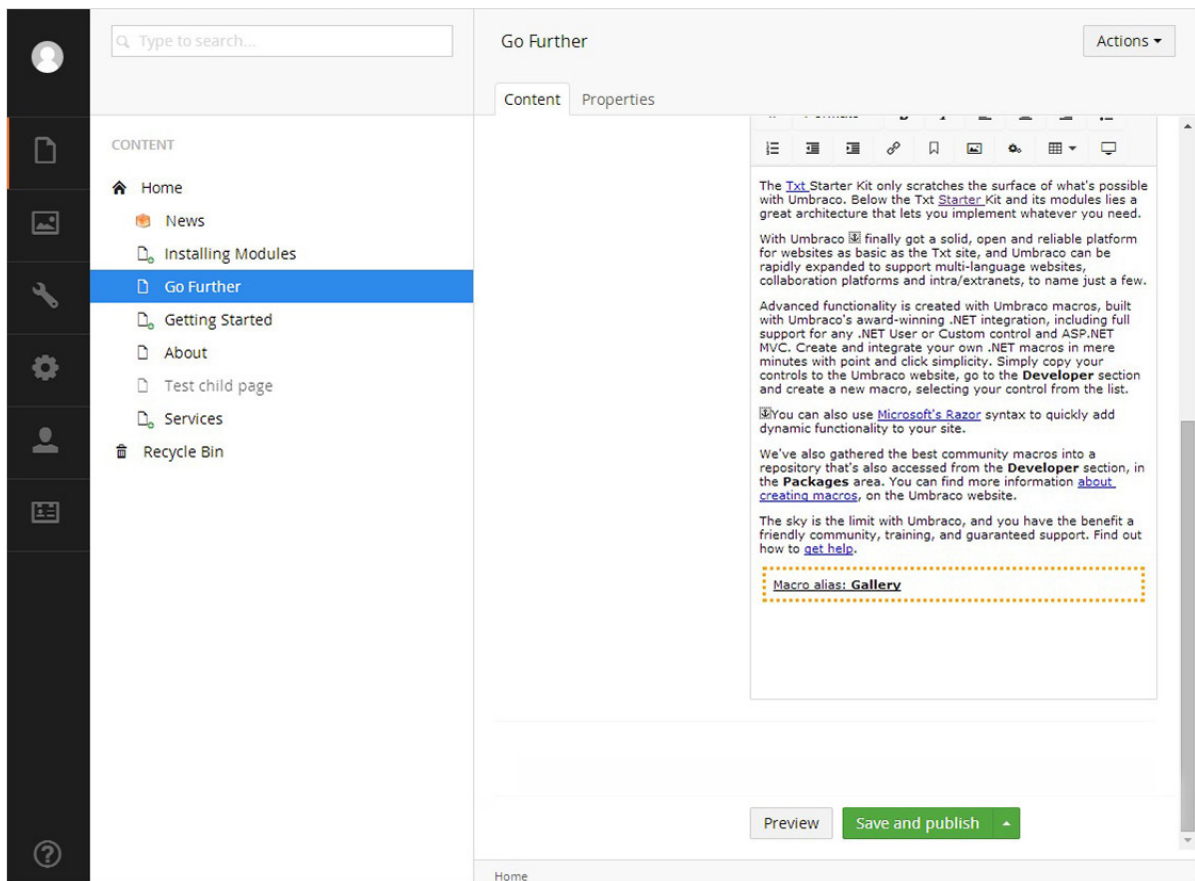 Type to search...
Go Further
Actions
Content Properties
CONTENT
Home
News
Installing Modules
Go Further
Getting Started
About
Test child page
Services
Recycle Bin
The Txt Starter Kit only scratches the surface of what's possible
with Umbraco. Below the Txt Starter Kit and its modules lies a
great architecture that lets you implement whatever you need.
With Umbraco finally got a solid, open and reliable platform
for websites as basic as the Txt site, and Umbraco can be
rapidly expanded to support multi-language websites,
collaboration platforms and intra/extranets, to name just a few.
Advanced functionality is created with Umbraco macros, built
with Umbraco's award-winning .NET integration, including full
support for any .NET User or Custom control and ASP.NET
MVC. Create and integrate your own .NET macros in mere
minutes with point and click simplicity. Simply copy your
controls to the Umbraco website, go to the Developer section
and create a new macro, selecting your control from the list.
You can also use Microsoft's Razor syntax to quickly add
dynamic functionality to your site.
We've also gathered the best community macros into a
repository that's also accessed from the Developer section, in
the Packages area. You can find more information about
creating macros, on the Umbraco website.
The sky is the limit with Umbraco, and you have the benefit a
friendly community, training, and guaranteed support. Find out
how to get help.
Macro alias: Gallery
Preview
Save and publish
Home